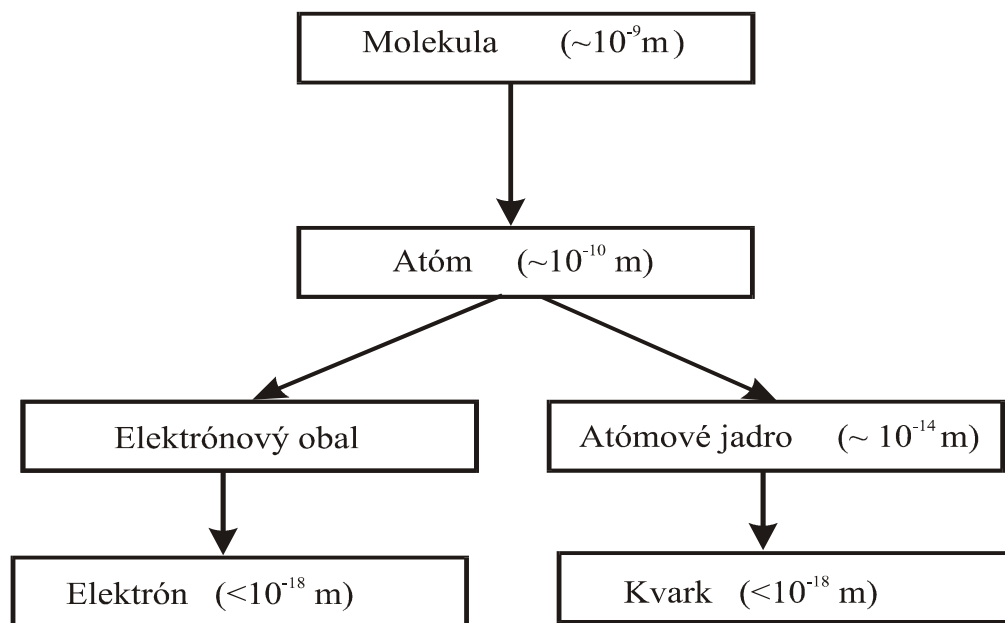 Molekula (~10⁻⁹m)
Atóm (~10⁻¹⁰ m)
Elektrónový obal
Atómové jadro (~ 10⁻¹⁴ m)
Elektrón (<10⁻¹⁸ m)
Kvark (<10⁻¹⁸ m)